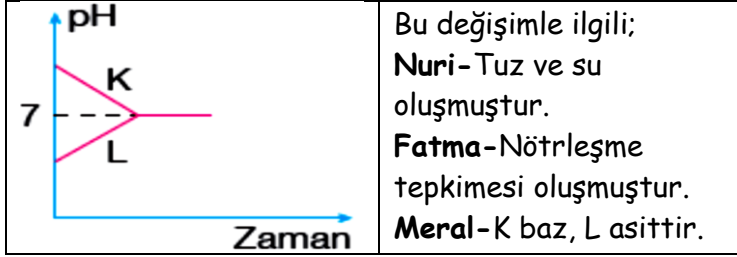 pH
K
7
L
Zaman
Bu değişimle ilgili;
Nuri-Tuz ve su
oluşmuştur.
Fatma-Nötrleşme
tepkimesi oluşmuştur.
Meral-K baz, L asittir.